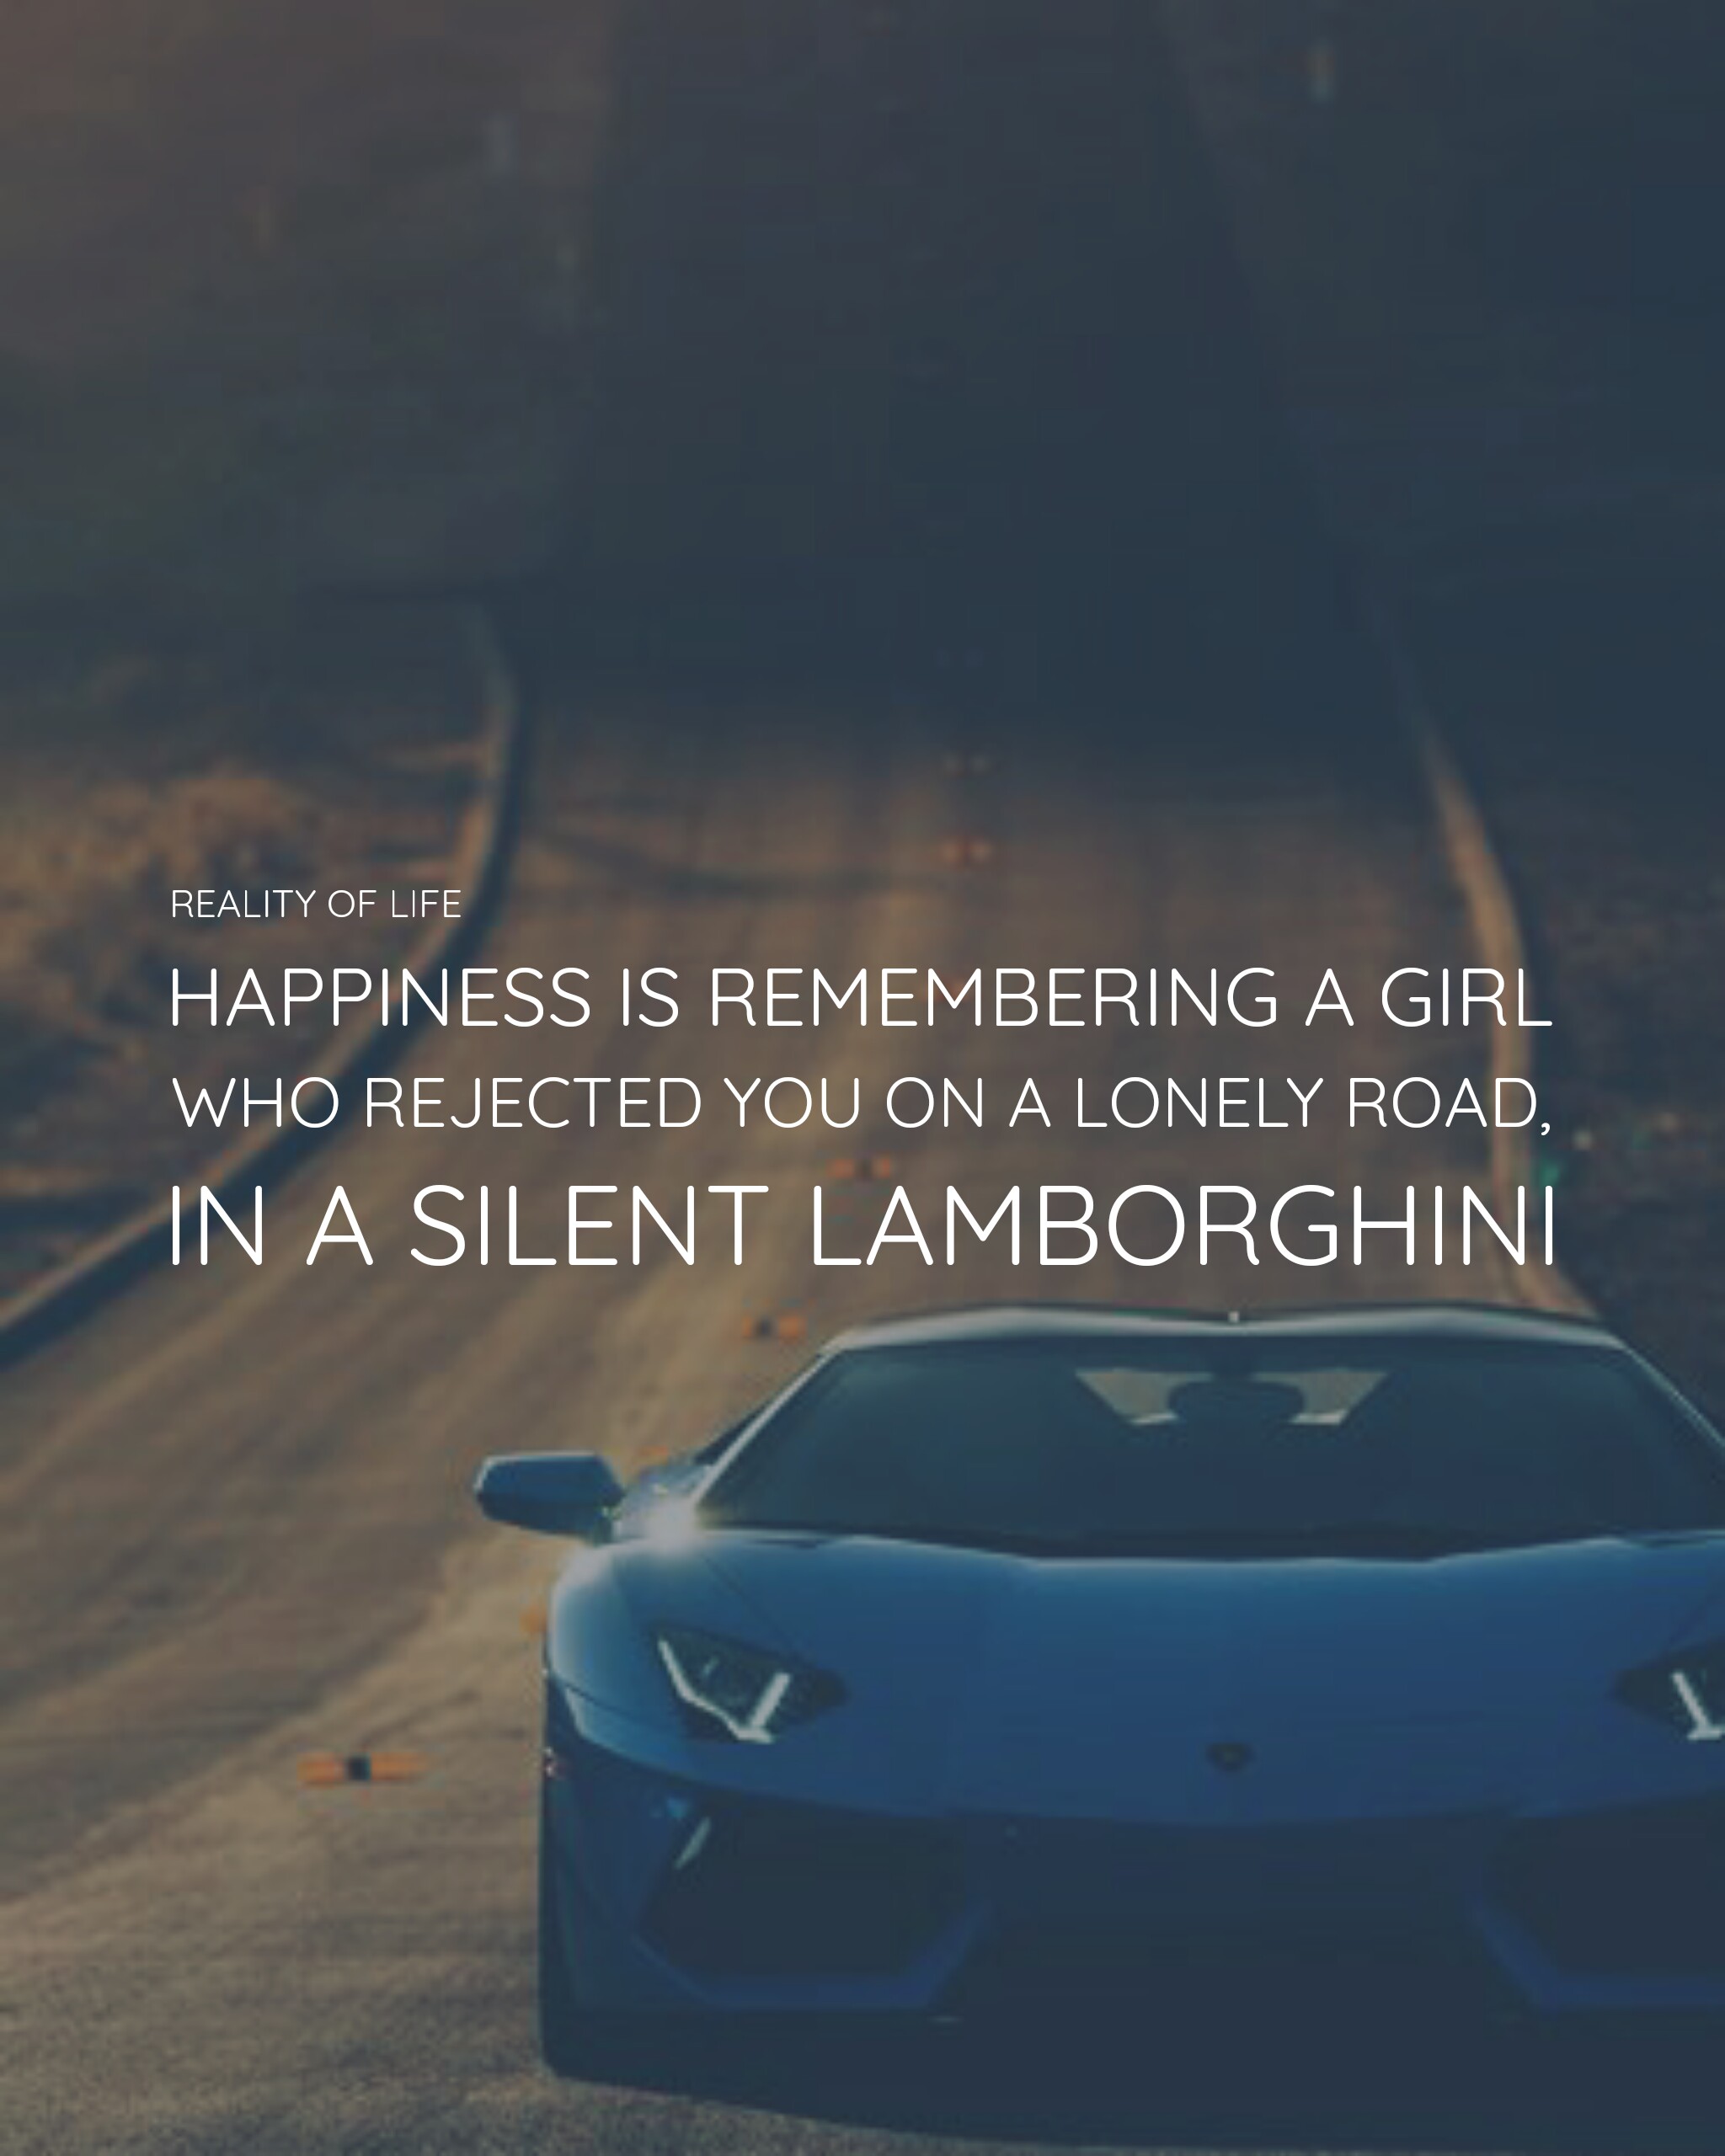 REALITY OF LIFE
HAPPINESS IS REMEMBERING A GIRL
WHO REJECTED YOU ON A LONELY ROAD,
IN A SILENT LAMBORGHINI